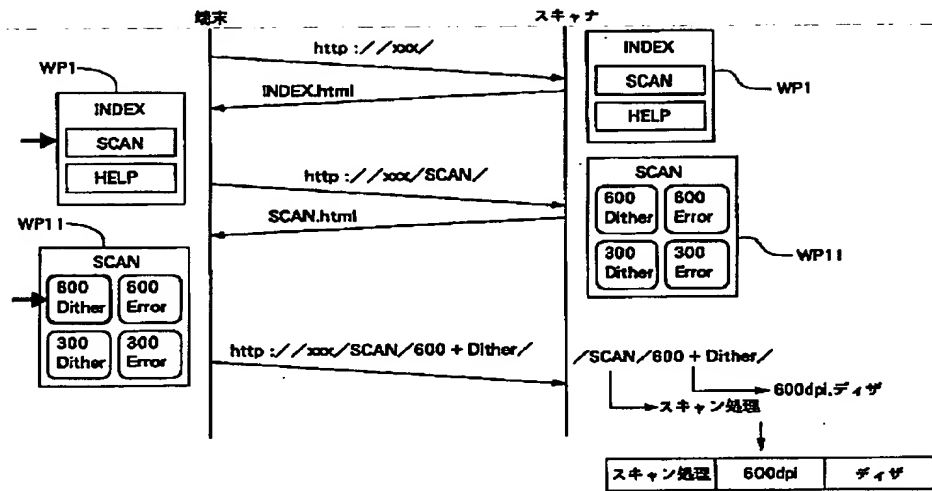 端末
スキャナ
http://xxx/
INDEX.html
WP1
INDEX
SCAN
HELP
INDEX
SCAN
HELP
WP1
http://xxx/SCAN/
SCAN.html
SCAN
600 Dither
600 Error
300 Dither
300 Error
WP11
WP11
SCAN
600 Dither
600 Error
300 Dither
300 Error
http://xxx/SCAN/600+Dither/
/SCAN/600+Dither/
600dpi.ディザ
スキャン処理
スキャン処理 600dpi ディザ